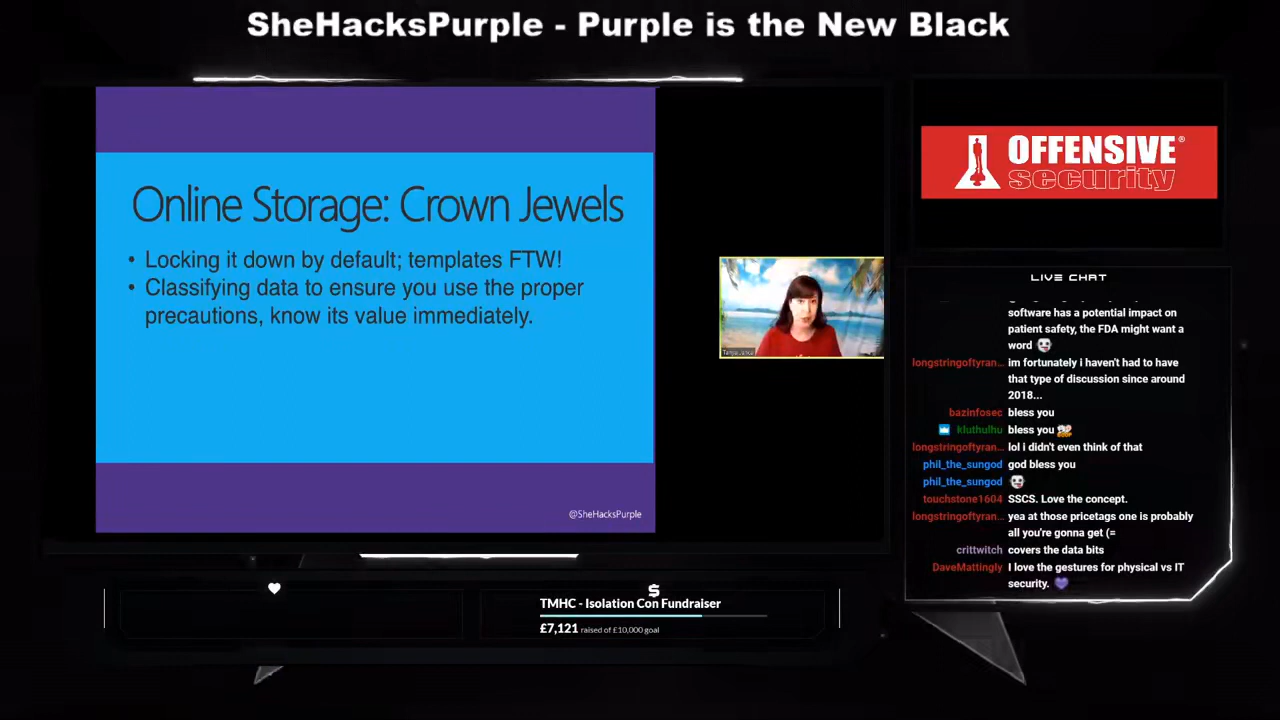 SheHacksPurple - Purple is the New Black
Online Storage: Crown Jewels
• Locking it down by default; templates FTW!
• Classifying data to ensure you use the proper
precautions, know its value immediately.
@SheHacksPurple
OFFENSIVE®
security
LIVE CHAT
software has a potential impact on
patient safety, the FDA might want a
word
longstringoftyran... im fortunately i haven't had to have
that type of discussion since around
2018...
bazinfosec bless you
kluthulhu bless you
longstringoftyran... lol i didn't even think of that
phil_the_sungod god bless you
phil_the_sungod
touchstone1604 SSCS. Love the concept.
longstringoftyran... yea at those pricetags one is probably
all you're gonna get (=
crittwitch covers the data bits
DaveMattingly I love the gestures for physical vs IT
security.
TMHC - Isolation Con Fundraiser
£7,121 raised of £10,000 goal